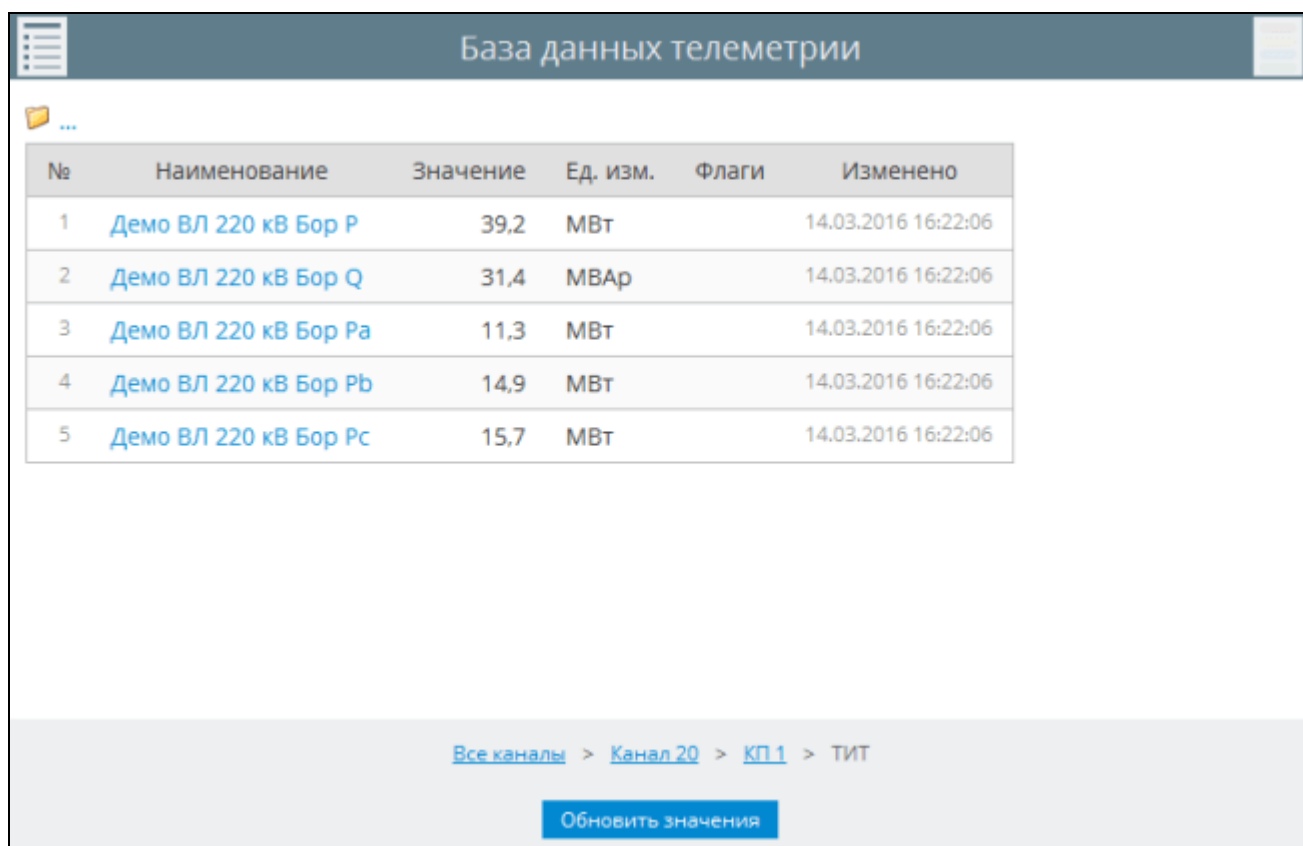 База данных телеметрии
...
№ Наименование Значение Ед. изм. Флаги Изменено
1 Демо ВЛ 220 кВ Бор P 39,2 МВт 14.03.2016 16:22:06
2 Демо ВЛ 220 кВ Бор Q 31,4 МВАр 14.03.2016 16:22:06
3 Демо ВЛ 220 кВ Бор Pa 11,3 МВт 14.03.2016 16:22:06
4 Демо ВЛ 220 кВ Бор Pb 14,9 МВт 14.03.2016 16:22:06
5 Демо ВЛ 220 кВ Бор Pc 15,7 МВт 14.03.2016 16:22:06
Все каналы > Канал 20 > КП 1 > ТИТ
Обновить значения